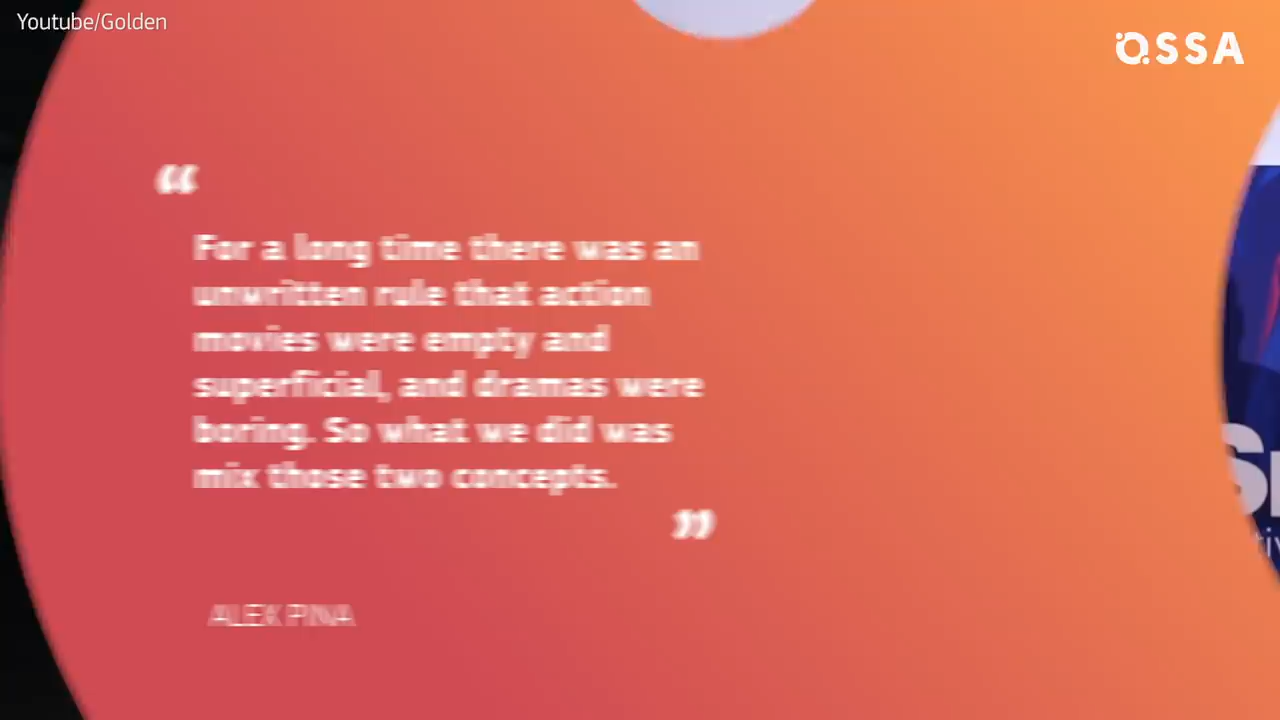 Youtube/Golden
QSSA
“
For a long time there was an
unwritten rule that action
movies were empty and
superficial, and dramas were
boring. So what we did was
mix those two concepts.
”
ALEX PINA